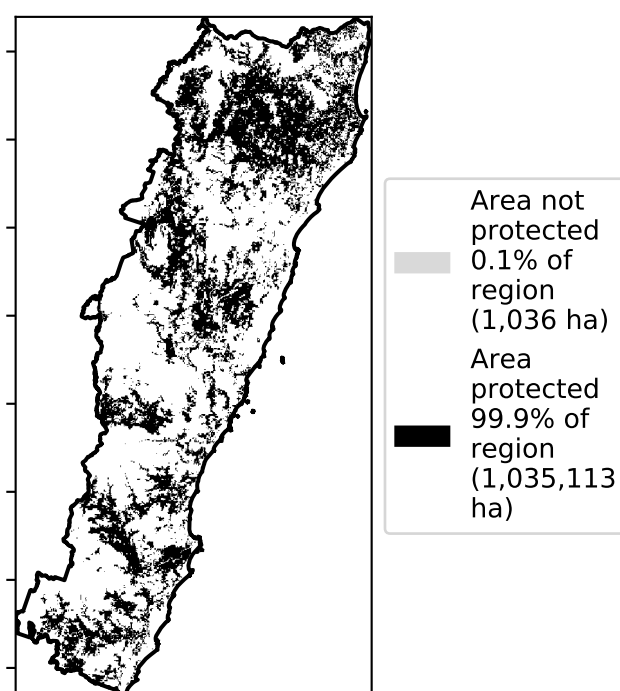 Area not
protected
0.1% of
region
(1,036 ha)
Area
protected
99.9% of
region
(1,035,113
ha)